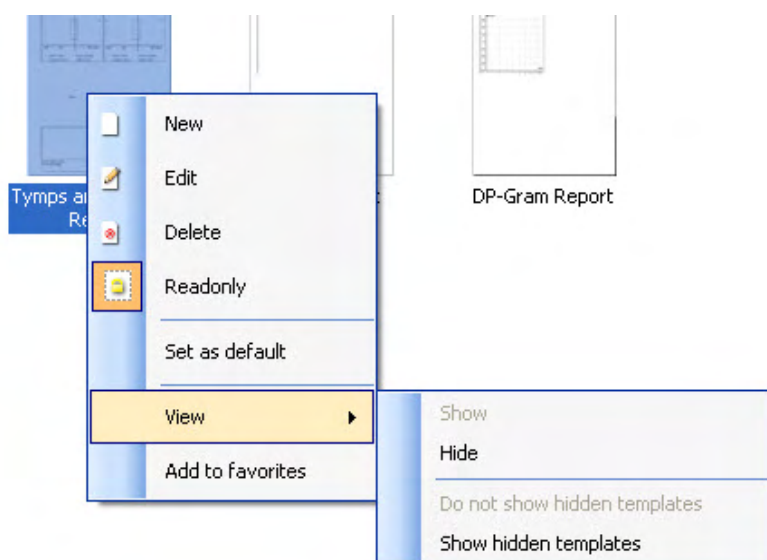 New
Edit
Tymps a
DP-Gram Report
Re
Delete
Readonly
Set as default
View
Show
Hide
Add to favorites
Do not show hidden templates
Show hidden templates